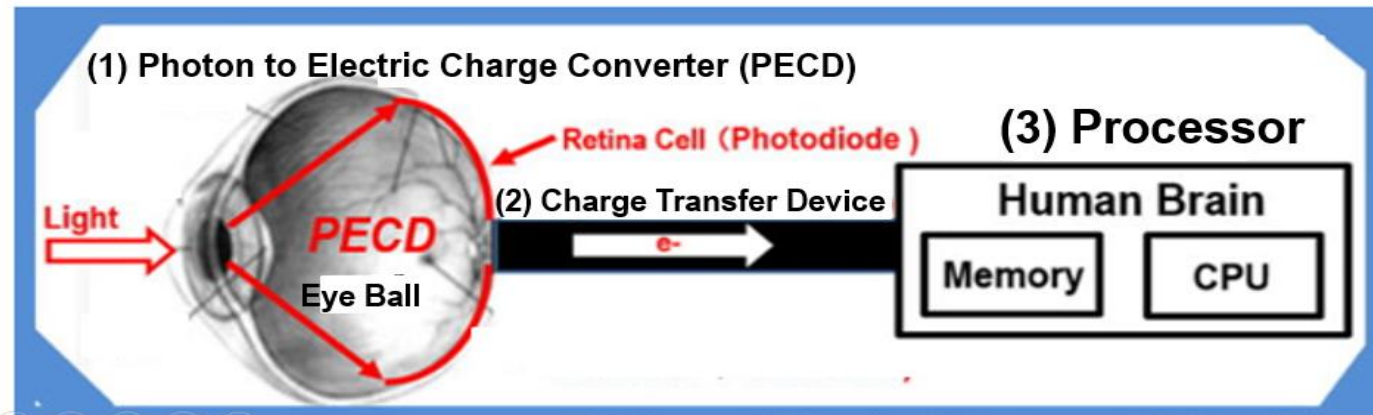 (1) Photon to Electric Charge Converter (PECD)
(3) Processor
Retina Cell (Photodiode )
(2) Charge Transfer Device
Human Brain
Light
PECD
e-
Memory
CPU
Eye Ball